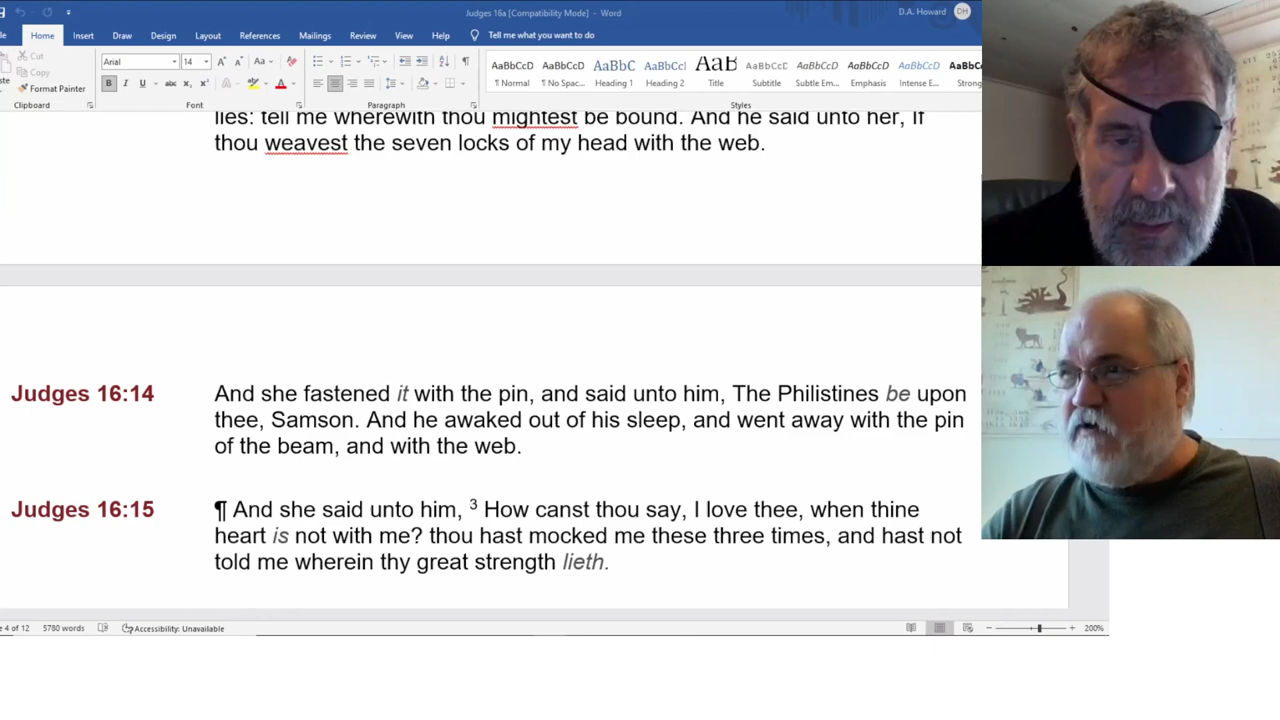 Judges 16a [Compatibility Mode] - Word
D.A. Howard
DH
Home Insert Draw Design Layout References Mailings Review View Help Tell me what you want to do
Cut
Copy
Format Painter
Clipboard
Arial 14
Font
Paragraph
AaBbCcD AaBbCcD AaBbC AaBbCcl AaB AaBbCcD AaBbCcD AaBbCcD AaBbCcD AaBbC
¶ Normal ¶ No Spac... Heading 1 Heading 2 Title Subtitle Subtle Em... Emphasis Intense E... Stron
Styles
lies: tell me wherewith thou mightest be bound. And he said unto her, If
thou weavest the seven locks of my head with the web.
Judges 16:14 And she fastened it with the pin, and said unto him, The Philistines be upon
thee, Samson. And he awaked out of his sleep, and went away with the pin
of the beam, and with the web.
Judges 16:15 ¶ And she said unto him, 3 How canst thou say, I love thee, when thine
heart is not with me? thou hast mocked me these three times, and hast not
told me wherein thy great strength lieth.
e 4 of 12 5780 words Accessibility: Unavailable 200%